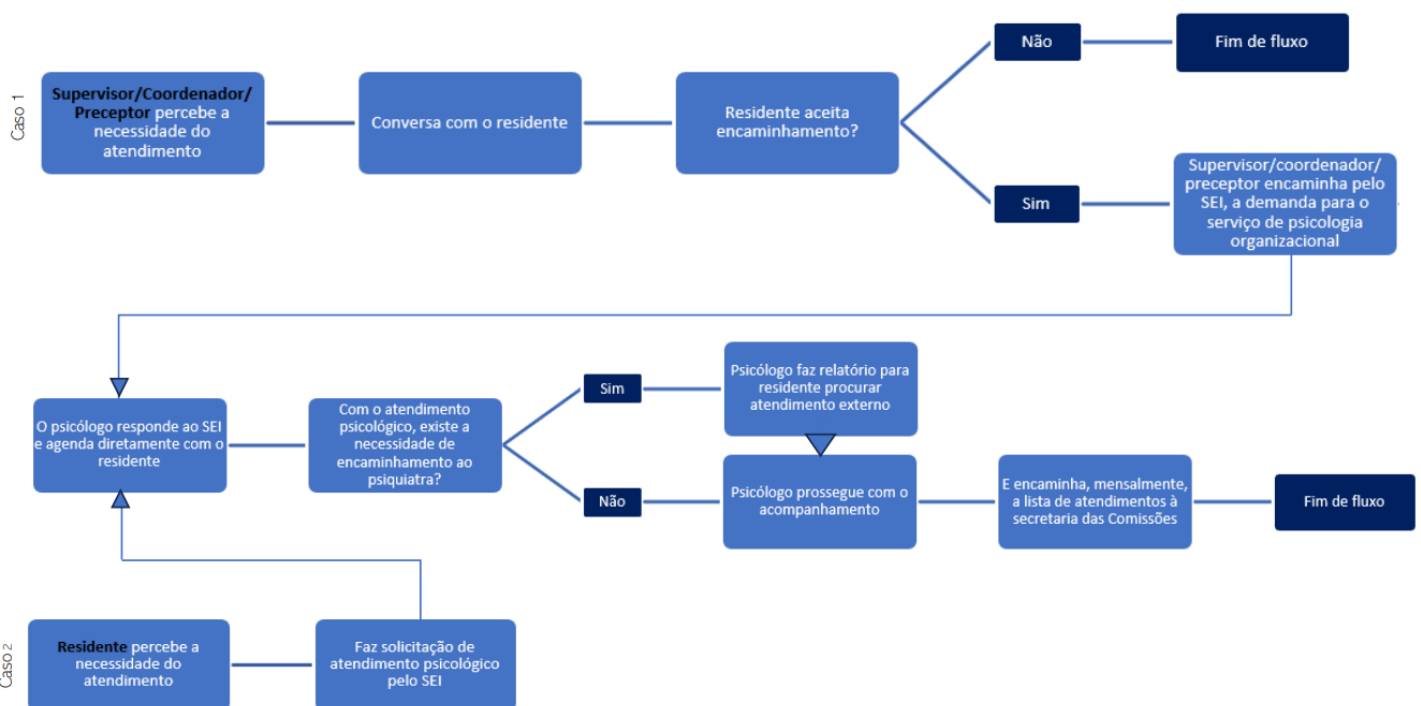 Caso 1
Supervisor/Coordenador/
Preceptor percebe a
necessidade do
atendimento
Conversa com o residente
Residente aceita
encaminhamento?
Não
Fim de fluxo
Sim
Supervisor/coordenador/
preceptor encaminha pelo
SEI, a demanda para o
serviço de psicologia
organizacional
O psicólogo responde ao SEI
e agenda diretamente com o
residente
Com o atendimento
psicológico, existe a
necessidade de
encaminhamento ao
psiquiatra?
Sim
Psicólogo faz relatório para
residente procurar
atendimento externo
Não
Psicólogo prossegue com o
acompanhamento
E encaminha, mensalmente,
a lista de atendimentos à
secretaria das Comissões
Fim de fluxo
Caso 2
Residente percebe a
necessidade do
atendimento
Faz solicitação de
atendimento psicológico
pelo SEI